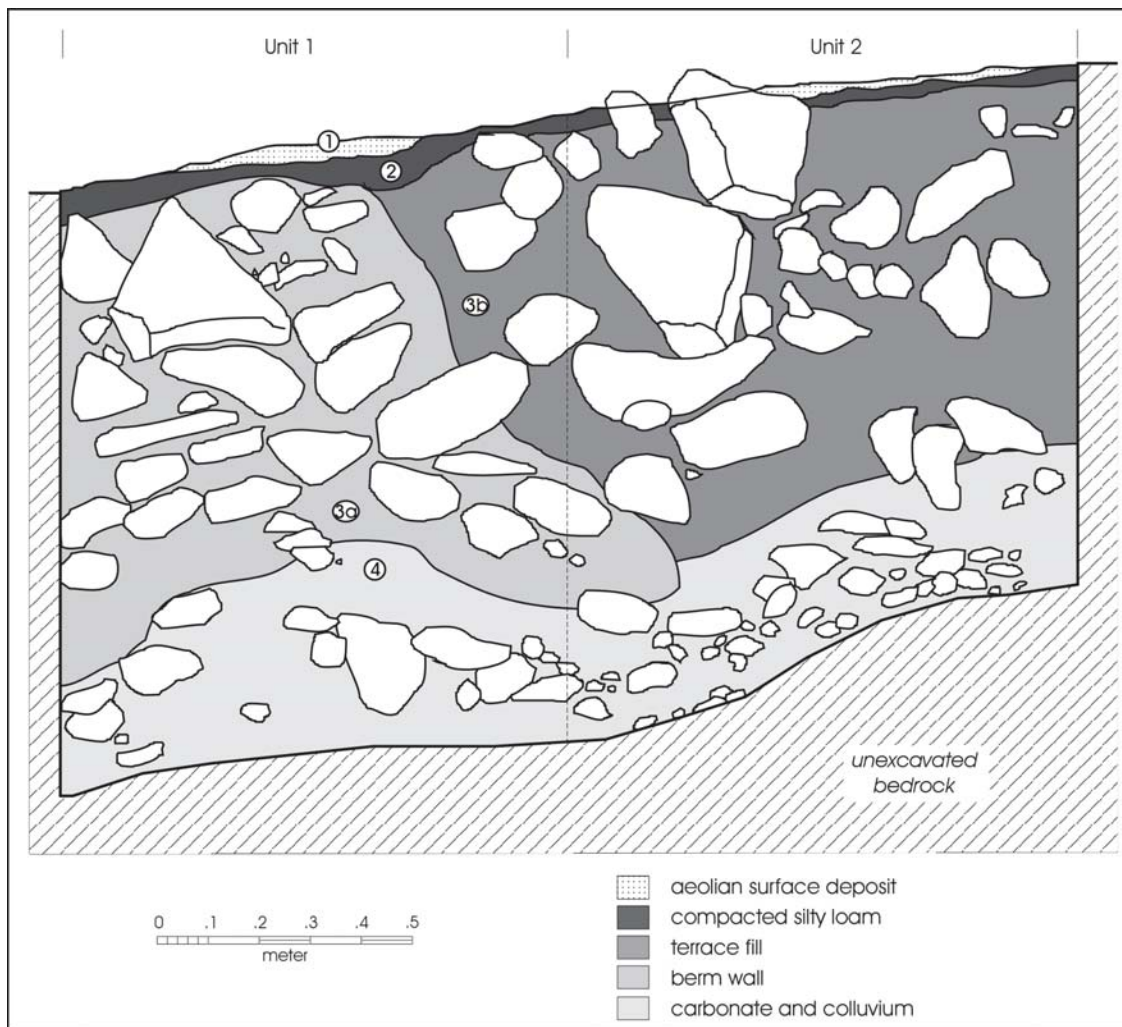 Unit 1
Unit 2
1
2
3b
3a
4
unexcavated
bedrock
0 .1 .2 .3 .4 .5
meter
aeolian surface deposit
compacted silty loam
terrace fill
berm wall
carbonate and colluvium